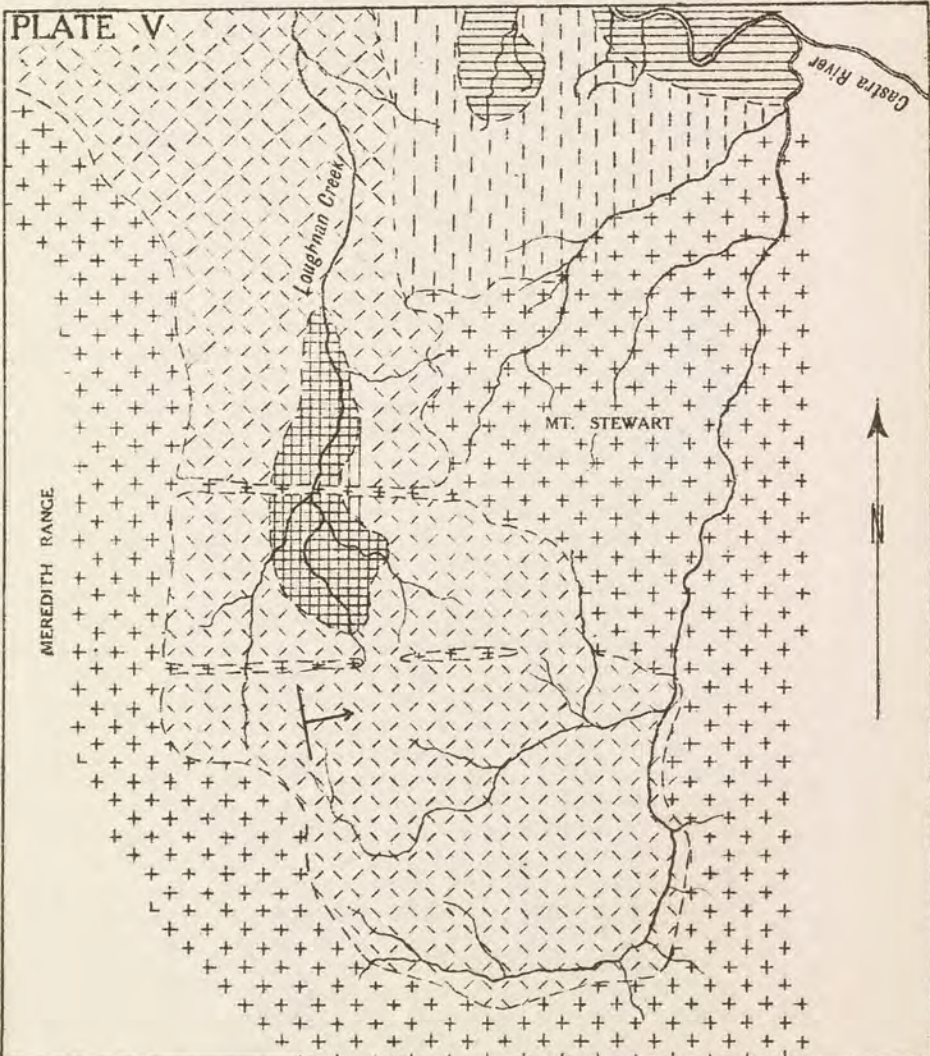 PLATE V
Castra River
Loughnan Creek
MT. STEWART
MEREDITH RANGE
N